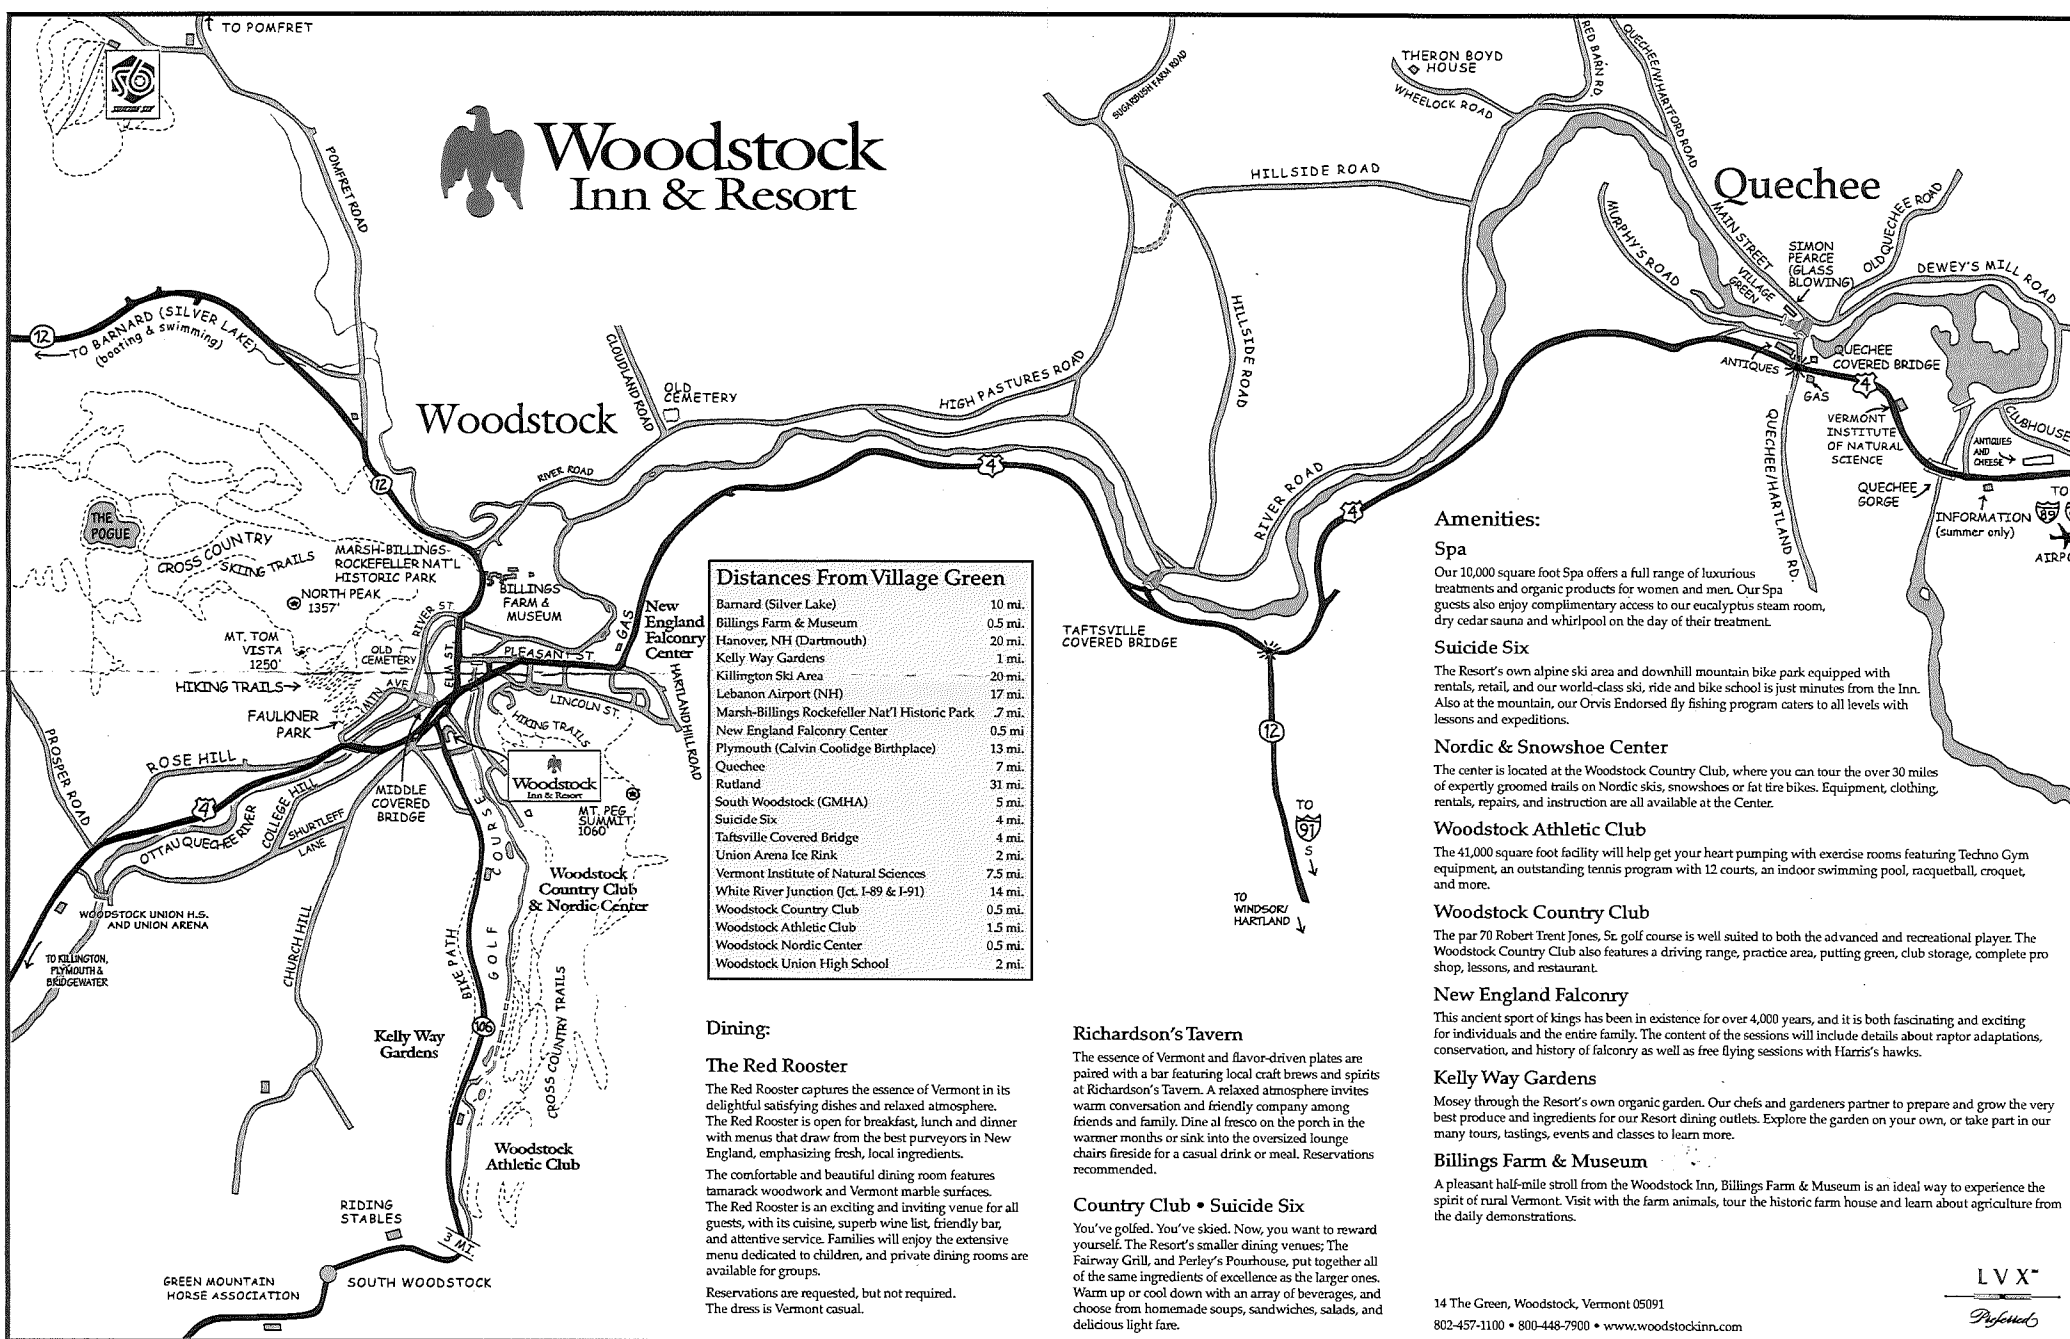 TO POMFRET
S6
SUICIDE SIX
POMFRET ROAD
Woodstock
Inn & Resort
12
TO BARNARD (SILVER LAKE)
(boating & swimming)
SUGARBUSH FARM ROAD
THERON BOYD
HOUSE
WHEELOCK ROAD
RED BARN RD.
QUECHEE/WHARTFORD ROAD
HILLSIDE ROAD
HILLSIDE ROAD
Quechee
MURPHY'S ROAD
MAIN STREET
VILLAGE
GREEN
SIMON
PEARCE
(GLASS
BLOWING)
OLD QUECHEE ROAD
DEWEY'S MILL ROAD
ANTIQUES
QUECHEE
COVERED BRIDGE
4
GAS
VERMONT
INSTITUTE
OF NATURAL
SCIENCE
CLUBHOUSE
ANTIQUES
AND
CHEESE
QUECHEE
GORGE
INFORMATION
(summer only)
TO
89
AIRPO
QUECHEE/HARTLAND RD.
Woodstock
CLOUDLAND ROAD
OLD
CEMETERY
HIGH PASTURES ROAD
RIVER ROAD
4
RIVER ROAD
4
12
THE
POGUE
CROSS COUNTRY
SKIING TRAILS
MARSH-BILLINGS-
ROCKEFELLER NAT'L
HISTORIC PARK
NORTH PEAK
1357'
MT. TOM
VISTA
1250'
HIKING TRAILS
FAULKNER
PARK
OLD
CEMETERY
RIVER ST.
ELM ST.
MTN AVE
BILLINGS
FARM &
MUSEUM
PLEASANT ST.
GAS
New
England
Falconry
Center
LINCOLN ST.
HARTLAND HILL ROAD
HIKING TRAILS
Woodstock
Inn & Resort
MT. PEG
SUMMIT
1060'
PROSPER ROAD
ROSE HILL
4
OTTAUQUECHEE RIVER
COLLEGE HILL
SHURTLEFF
LANE
MIDDLE
COVERED
BRIDGE
WOODSTOCK UNION H.S.
AND UNION ARENA
TO KILLINGTON,
PLYMOUTH &
BRIDGEWATER
CHURCH HILL
BIKE PATH
GOLF COURSE
Woodstock
Country Club
& Nordic Center
CROSS COUNTRY TRAILS
106
Kelly Way
Gardens
Woodstock
Athletic Club
RIDING
STABLES
3 MI.
SOUTH WOODSTOCK
GREEN MOUNTAIN
HORSE ASSOCIATION
TAFTSVILLE
COVERED BRIDGE
12
TO
91
S
TO
WINDSOR/
HARTLAND
Distances From Village Green
Barnard (Silver Lake) 10 mi.
Billings Farm & Museum 0.5 mi.
Hanover, NH (Dartmouth) 20 mi.
Kelly Way Gardens 1 mi.
Killington Ski Area 20 mi.
Lebanon Airport (NH) 17 mi.
Marsh-Billings Rockefeller Nat'l Historic Park .7 mi.
New England Falconry Center 0.5 mi
Plymouth (Calvin Coolidge Birthplace) 13 mi.
Quechee 7 mi.
Rutland 31 mi.
South Woodstock (GMHA) 5 mi.
Suicide Six 4 mi.
Taftsville Covered Bridge 4 mi.
Union Arena Ice Rink 2 mi.
Vermont Institute of Natural Sciences 7.5 mi.
White River Junction (Jct. I-89 & I-91) 14 mi.
Woodstock Country Club 0.5 mi.
Woodstock Athletic Club 1.5 mi.
Woodstock Nordic Center 0.5 mi.
Woodstock Union High School 2 mi.
Dining:
The Red Rooster
The Red Rooster captures the essence of Vermont in its
delightful satisfying dishes and relaxed atmosphere.
The Red Rooster is open for breakfast, lunch and dinner
with menus that draw from the best purveyors in New
England, emphasizing fresh, local ingredients.
The comfortable and beautiful dining room features
tamarack woodwork and Vermont marble surfaces.
The Red Rooster is an exciting and inviting venue for all
guests, with its cuisine, superb wine list, friendly bar,
and attentive service. Families will enjoy the extensive
menu dedicated to children, and private dining rooms are
available for groups.
Reservations are requested, but not required.
The dress is Vermont casual.
Richardson's Tavern
The essence of Vermont and flavor-driven plates are
paired with a bar featuring local craft brews and spirits
at Richardson's Tavern. A relaxed atmosphere invites
warm conversation and friendly company among
friends and family. Dine al fresco on the porch in the
warmer months or sink into the oversized lounge
chairs fireside for a casual drink or meal. Reservations
recommended.
Country Club • Suicide Six
You've golfed. You've skied. Now, you want to reward
yourself. The Resort's smaller dining venues; The
Fairway Grill, and Perley's Pourhouse, put together all
of the same ingredients of excellence as the larger ones.
Warm up or cool down with an array of beverages, and
choose from homemade soups, sandwiches, salads, and
delicious light fare.
Amenities:
Spa
Our 10,000 square foot Spa offers a full range of luxurious
treatments and organic products for women and men. Our Spa
guests also enjoy complimentary access to our eucalyptus steam room,
dry cedar sauna and whirlpool on the day of their treatment.
Suicide Six
The Resort's own alpine ski area and downhill mountain bike park equipped with
rentals, retail, and our world-class ski, ride and bike school is just minutes from the Inn.
Also at the mountain, our Orvis Endorsed fly fishing program caters to all levels with
lessons and expeditions.
Nordic & Snowshoe Center
The center is located at the Woodstock Country Club, where you can tour the over 30 miles
of expertly groomed trails on Nordic skis, snowshoes or fat tire bikes. Equipment, clothing,
rentals, repairs, and instruction are all available at the Center.
Woodstock Athletic Club
The 41,000 square foot facility will help get your heart pumping with exercise rooms featuring Techno Gym
equipment, an outstanding tennis program with 12 courts, an indoor swimming pool, racquetball, croquet,
and more.
Woodstock Country Club
The par 70 Robert Trent Jones, Sr. golf course is well suited to both the advanced and recreational player. The
Woodstock Country Club also features a driving range, practice area, putting green, club storage, complete pro
shop, lessons, and restaurant.
New England Falconry
This ancient sport of kings has been in existence for over 4,000 years, and it is both fascinating and exciting
for individuals and the entire family. The content of the sessions will include details about raptor adaptations,
conservation, and history of falconry as well as free flying sessions with Harris's hawks.
Kelly Way Gardens
Mosey through the Resort's own organic garden. Our chefs and gardeners partner to prepare and grow the very
best produce and ingredients for our Resort dining outlets. Explore the garden on your own, or take part in our
many tours, tastings, events and classes to learn more.
Billings Farm & Museum
A pleasant half-mile stroll from the Woodstock Inn, Billings Farm & Museum is an ideal way to experience the
spirit of rural Vermont. Visit with the farm animals, tour the historic farm house and learn about agriculture from
the daily demonstrations.
14 The Green, Woodstock, Vermont 05091
802-457-1100 • 800-448-7900 • www.woodstockinn.com
LVX
Preferred